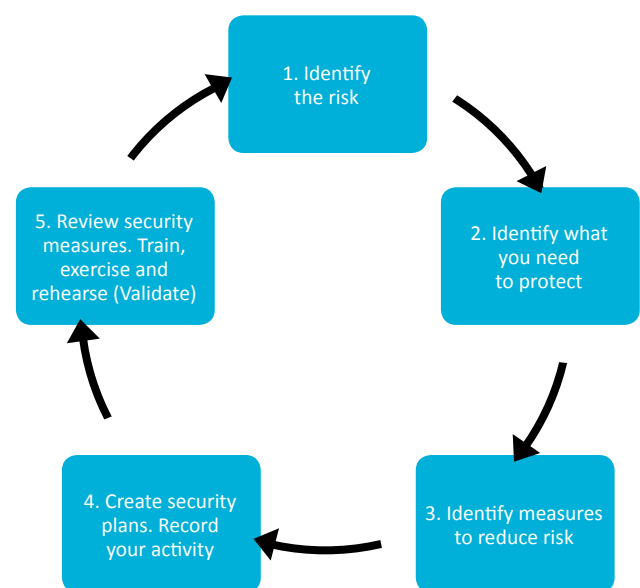 1. Identify
the risk
2. Identify what
you need
to protect
3. Identify measures
to reduce risk
4. Create security
plans. Record
your activity
5. Review security
measures. Train,
exercise and
rehearse (Validate)